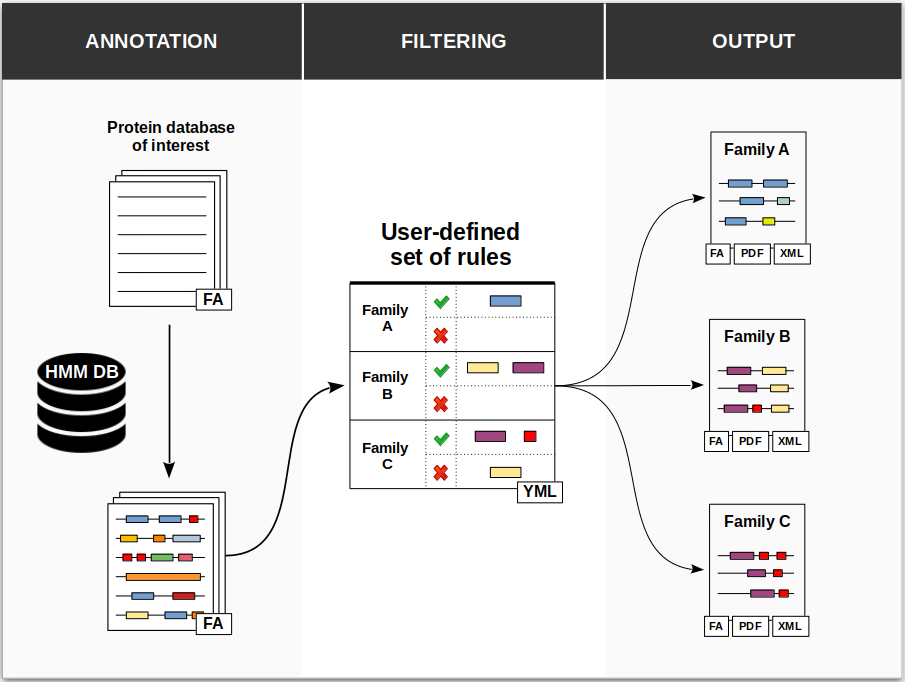 ANNOTATION
FILTERING
OUTPUT
Protein database
of interest
FA
HMM DB
FA
User-defined
set of rules
Family
A
Family
B
Family
C
YML
Family A
FA
PDF
XML
Family B
FA
PDF
XML
Family C
FA
PDF
XML